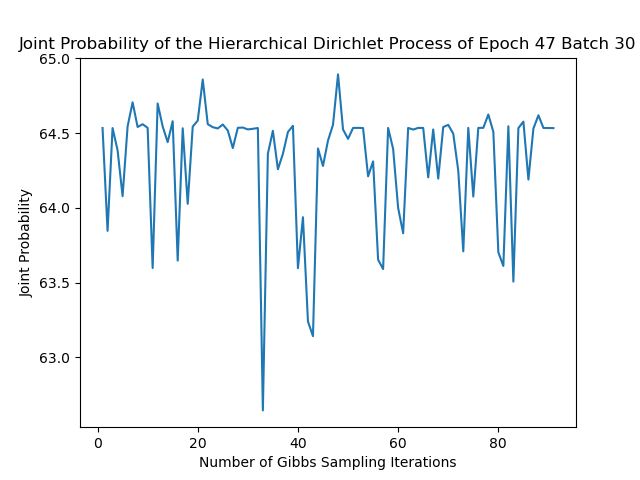 Joint Probability of the Hierarchical Dirichlet Process of Epoch 47 Batch 30
65.0
64.5
64.0
63.5
63.0
Joint Probability
0 20 40 60 80
Number of Gibbs Sampling Iterations